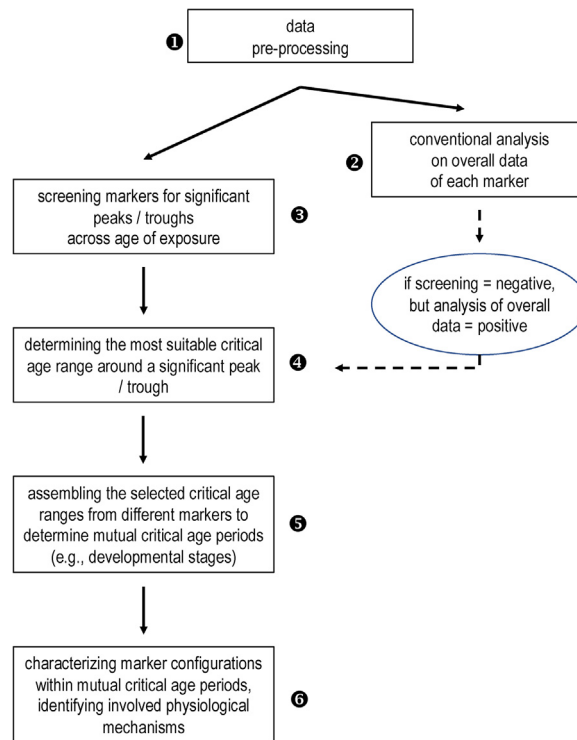 ❶
data
pre-processing
❷
conventional analysis
on overall data
of each marker
screening markers for significant
peaks / troughs
across age of exposure
❸
if screening = negative,
but analysis of overall
data = positive
determining the most suitable critical
age range around a significant peak
/ trough
❹
assembling the selected critical age
ranges from different markers to
determine mutual critical age periods
(e.g., developmental stages)
❺
characterizing marker configurations
within mutual critical age periods,
identifying involved physiological
mechanisms
❻